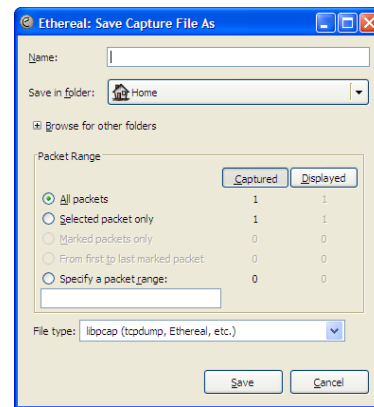 Ethereal: Save Capture File As
Name:
Save in folder: Home
Browse for other folders
Packet Range
Captured Displayed
All packets 1 1
Selected packet only 1 1
Marked packets only 0 0
From first to last marked packet 0 0
Specify a packet range: 0 0
File type: libpcap (tcpdump, Ethereal, etc.)
Save Cancel